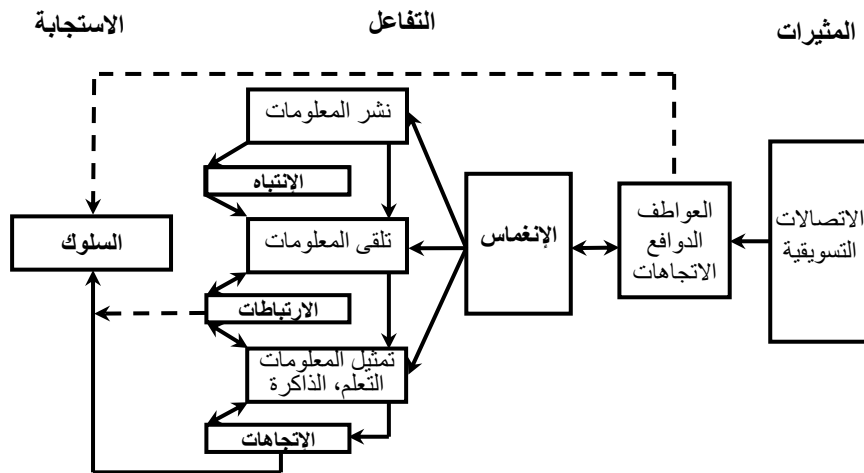 المثيرات
التفاعل
الاستجابة
الاتصالات
التسويقية
العواطف
الدوافع
الاتجاهات
الإنغماس
نشر المعلومات
الإنتباه
تلقى المعلومات
الارتباطات
تمثيل المعلومات
التعلم، الذاكرة
الإتجاهات
السلوك